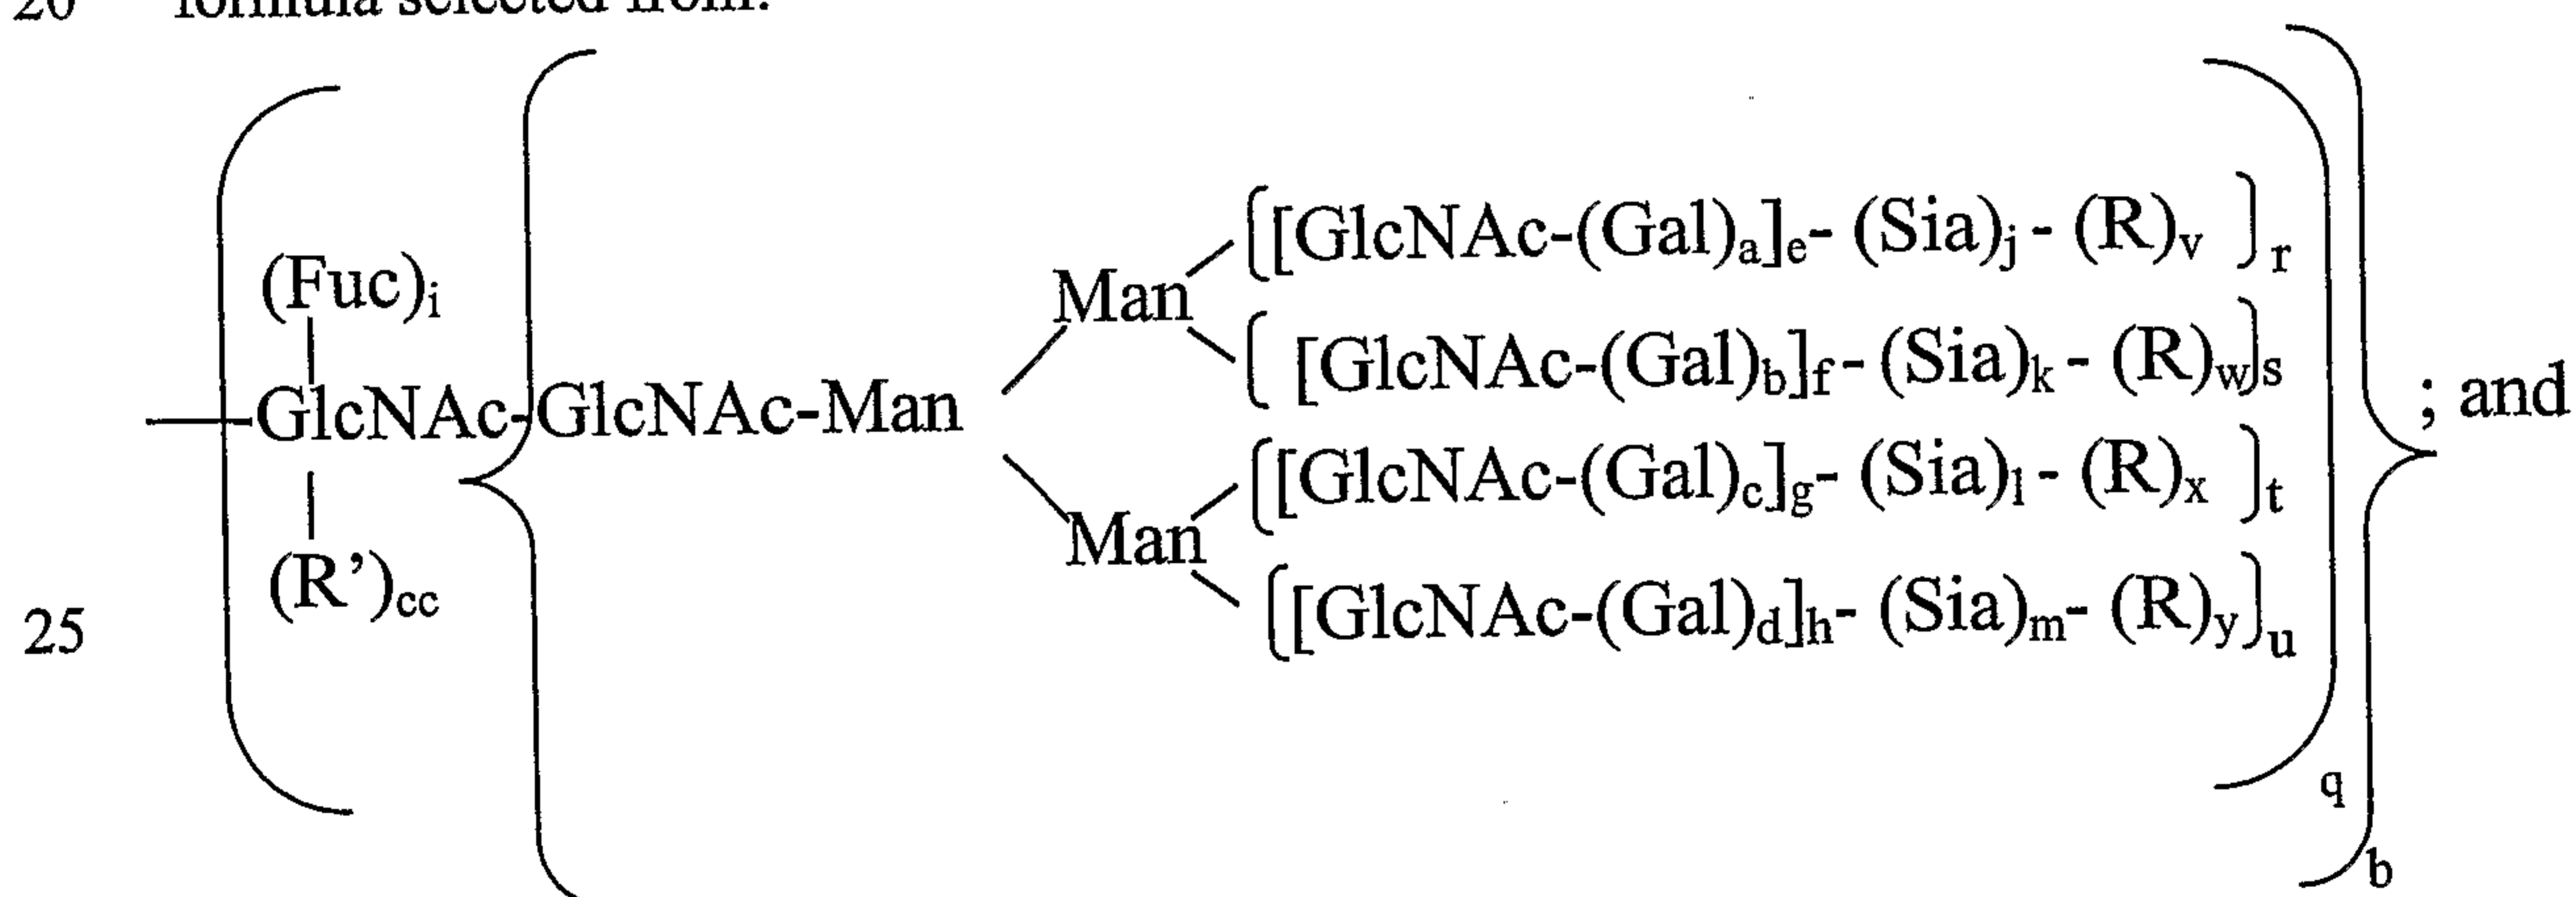 20 formula selected from:
([GlcNAc-(Gal)a]e- (Sia)j - (R)v )r
(Fuc)i
Man
([GlcNAc-(Gal)b]f- (Sia)k - (R)w)s
GlcNAc-GlcNAc-Man
; and
([GlcNAc-(Gal)c]g- (Sia)l - (R)x )t
Man
(R’)cc
([GlcNAc-(Gal)d]h- (Sia)m- (R)y)u
25
q
b